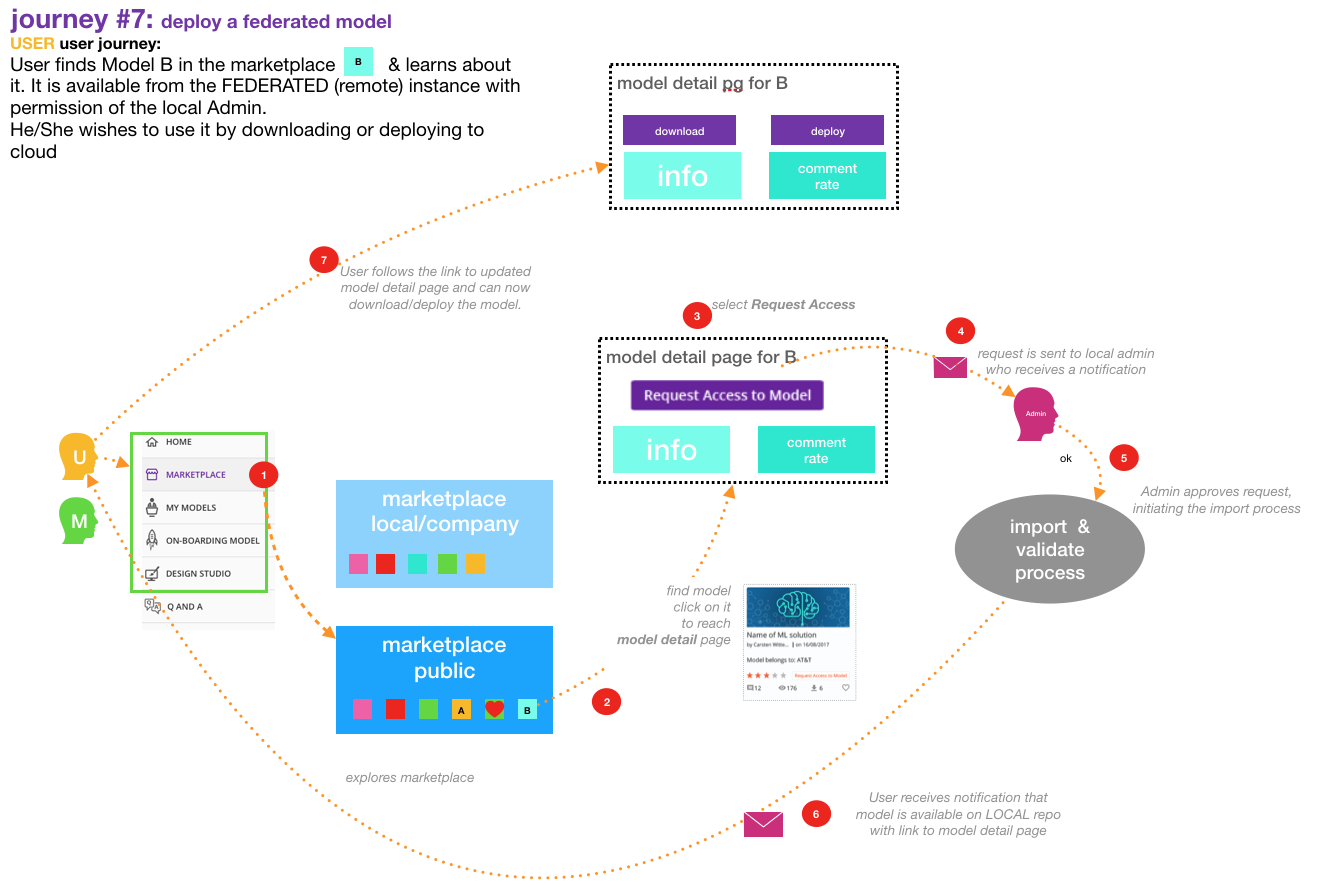 journey #7: deploy a federated model
USER user journey:
User finds Model B in the marketplace B & learns about
it. It is available from the FEDERATED (remote) instance with
permission of the local Admin.
He/She wishes to use it by downloading or deploying to
cloud
model detail pg for B
download
deploy
info
comment
rate
7
User follows the link to updated
model detail page and can now
download/deploy the model.
3
select Request Access
model detail page for B
Request Access to Model
info
comment
rate
4
request is sent to local admin
who receives a notification
Admin
ok
5
Admin approves request,
initiating the import process
import &
validate
process
U
M
HOME
MARKETPLACE
1
MY MODELS
ON-BOARDING MODEL
DESIGN STUDIO
Q AND A
marketplace
local/company
marketplace
public
A
B
2
find model
click on it
to reach
model detail page
Name of ML solution
by Carsten Witte... | on 16/08/2017
Model belongs to: AT&T
Request Access to Model
12
176
6
explores marketplace
6
User receives notification that
model is available on LOCAL repo
with link to model detail page